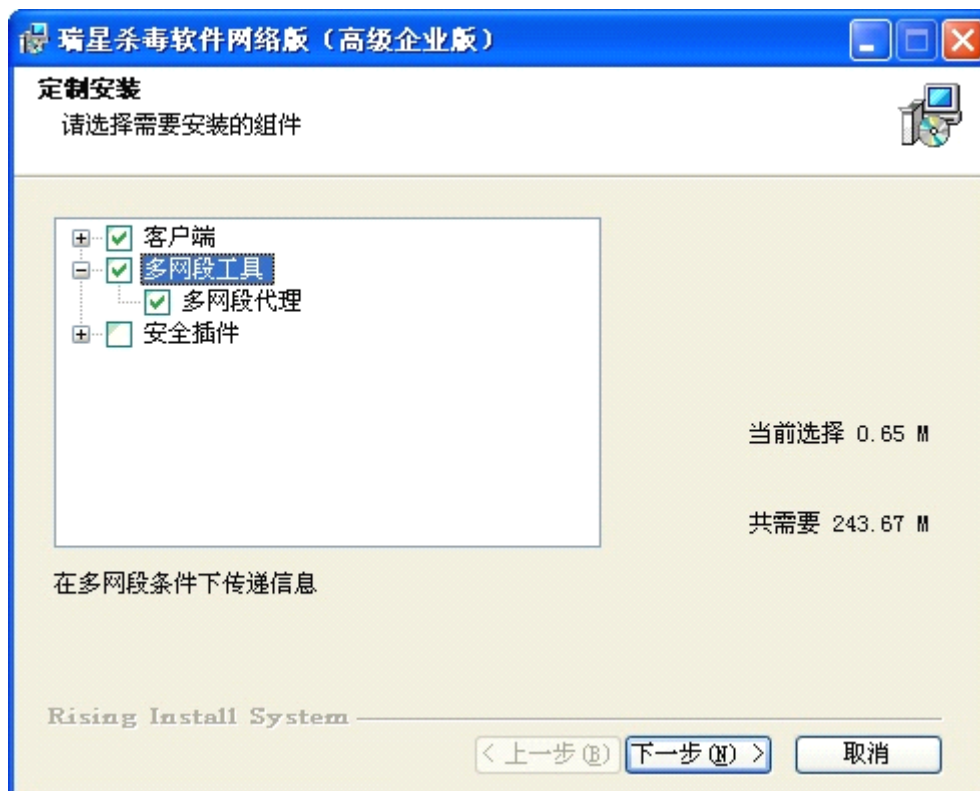 瑞星杀毒软件网络版（高级企业版）
定制安装
请选择需要安装的组件
客户端
多网段工具
多网段代理
安全插件
当前选择 0.65 M
共需要 243.67 M
在多网段条件下传递信息
Rising Install System
< 上一步(B) 下一步(N) > 取消